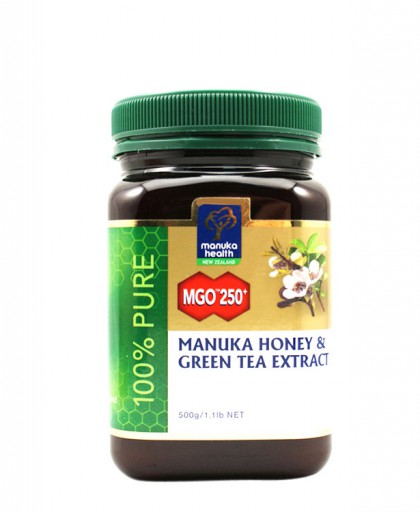 manuka
health
NEW ZEALAND
MGO™250+
100% PURE
MANUKA HONEY &
GREEN TEA EXTRACT
500g/1.1lb NET